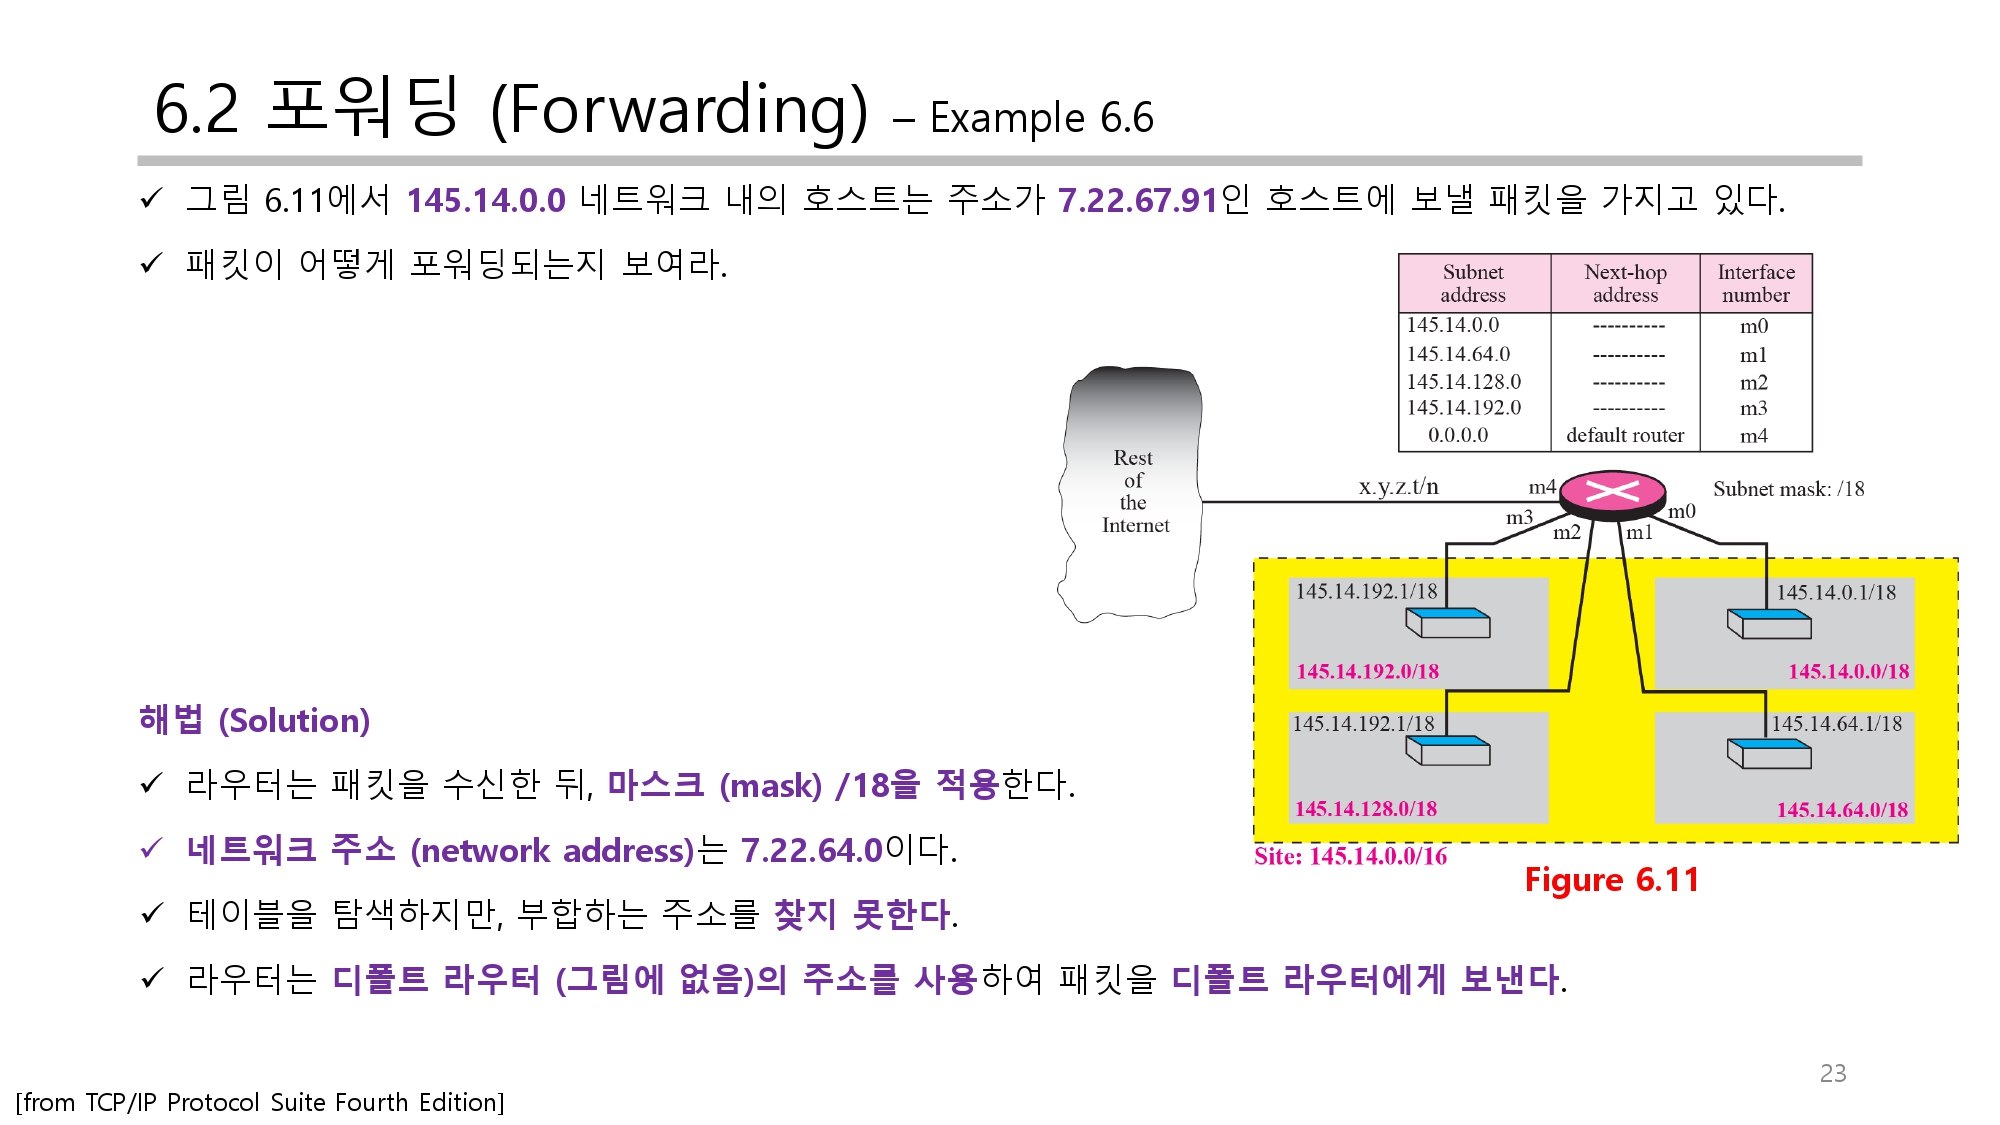 6.2 포워딩 (Forwarding) – Example 6.6
✓ 그림 6.11에서 145.14.0.0 네트워크 내의 호스트는 주소가 7.22.67.91인 호스트에 보낼 패킷을 가지고 있다.
✓ 패킷이 어떻게 포워딩되는지 보여라.
Subnet address Next-hop address Interface number
145.14.0.0 ---------- m0
145.14.64.0 ---------- m1
145.14.128.0 ---------- m2
145.14.192.0 ---------- m3
0.0.0.0 default router m4
Rest
of
the
Internet
x.y.z.t/n
m4
Subnet mask: /18
m3
m2
m1
m0
145.14.192.1/18
145.14.0.1/18
145.14.192.0/18
145.14.0.0/18
145.14.192.1/18
145.14.64.1/18
145.14.128.0/18
145.14.64.0/18
Site: 145.14.0.0/16
Figure 6.11
해법 (Solution)
✓ 라우터는 패킷을 수신한 뒤, 마스크 (mask) /18을 적용한다.
✓ 네트워크 주소 (network address)는 7.22.64.0이다.
✓ 테이블을 탐색하지만, 부합하는 주소를 찾지 못한다.
✓ 라우터는 디폴트 라우터 (그림에 없음)의 주소를 사용하여 패킷을 디폴트 라우터에게 보낸다.
23
[from TCP/IP Protocol Suite Fourth Edition]